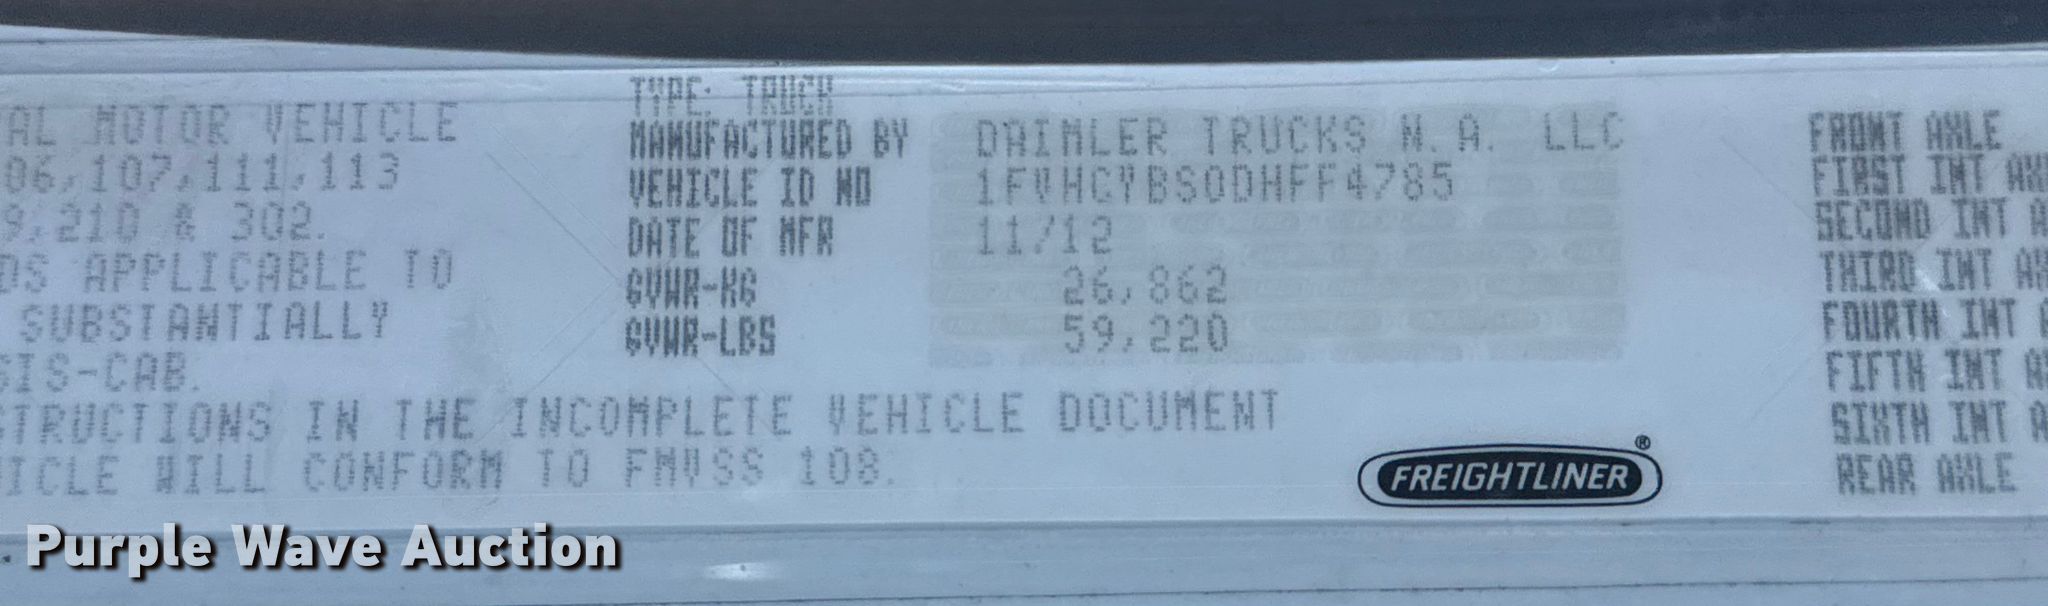 TYPE: TRUCK
AL MOTOR VEHICLE
06,107,111,113
9,210 & 302.
DS APPLICABLE TO
SUBSTANTIALLY
SIS-CAB.
TRUCTIONS IN THE INCOMPLETE VEHICLE DOCUMENT
ICLE WILL CONFORM TO FMVSS 108.
MANUFACTURED BY DAIMLER TRUCKS N.A. LLC
VEHICLE ID NO 1FVHGYBS0DHFF4785
DATE OF MFR 11/12
GVWR-KG 26,862
GVWR-LBS 59,220
FREIGHTLINER®
FRONT AXLE
FIRST INT AX
SECOND INT A
THIRD INT AX
FOURTH INT A
FIFTH INT A
SIXTH INT A
REAR AXLE
Purple Wave Auction